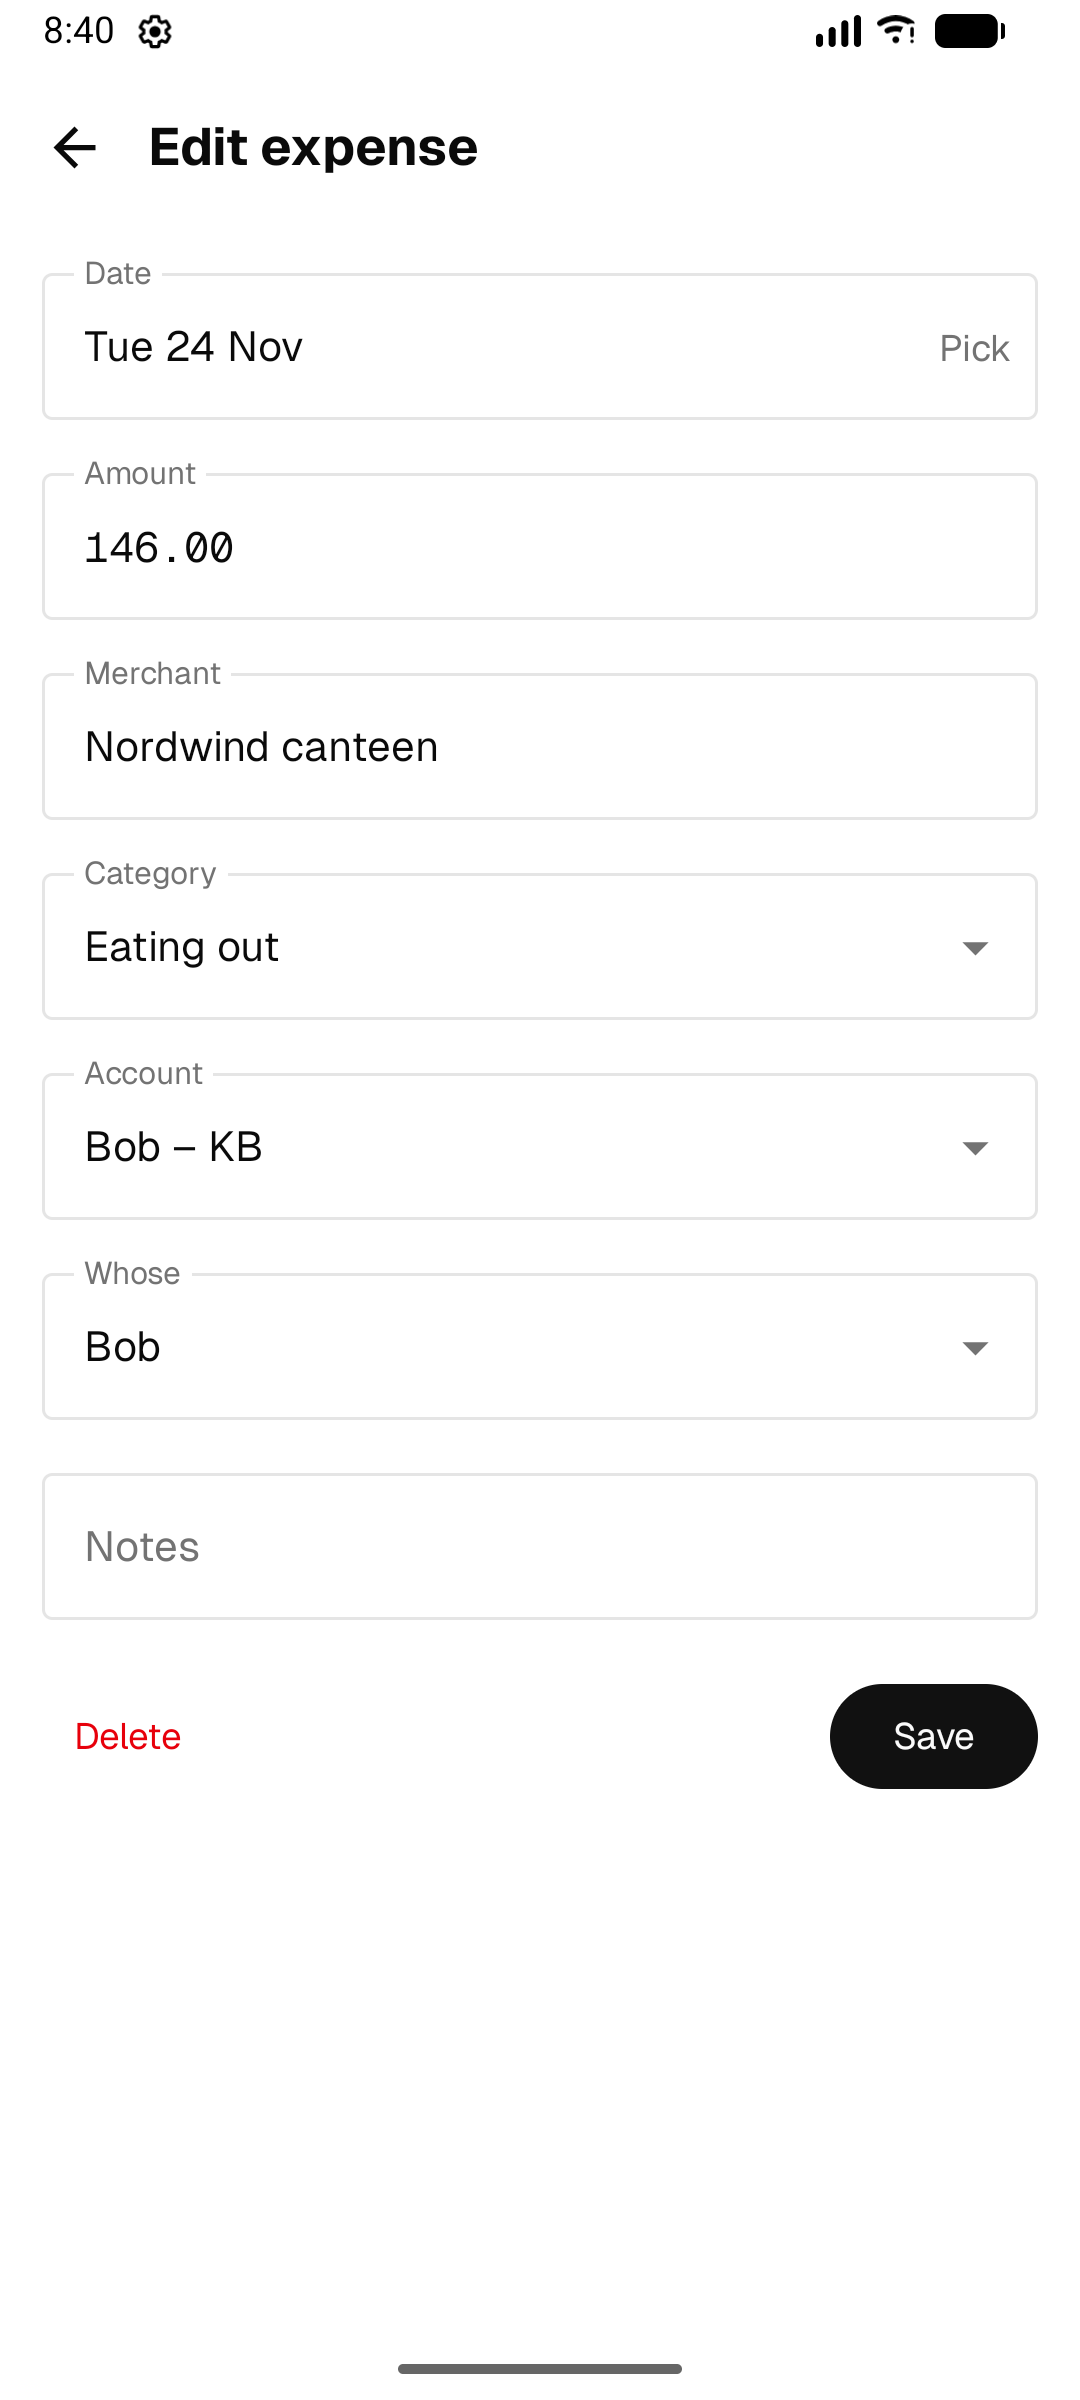 8:40
Edit expense
Date
Tue 24 Nov
Pick
Amount
146.00
Merchant
Nordwind canteen
Category
Eating out
Account
Bob – KB
Whose
Bob
Notes
Delete
Save